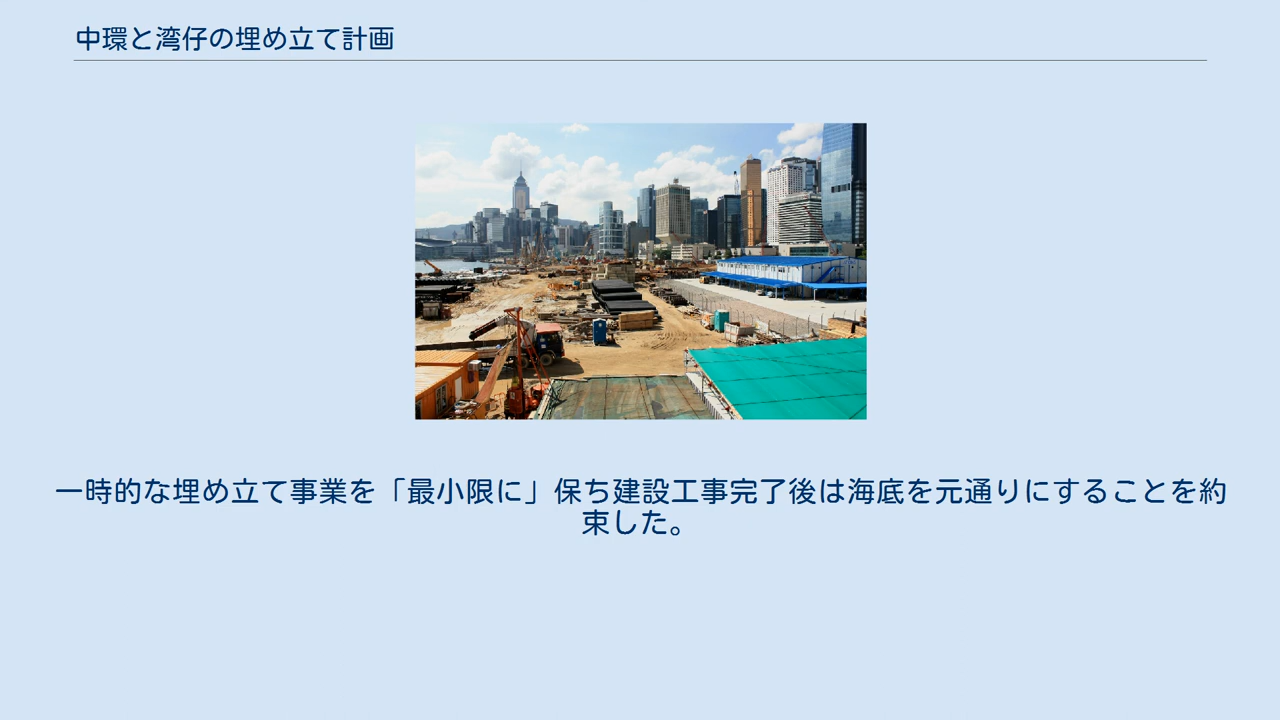 中環と湾仔の埋め立て計画
一時的な埋め立て事業を「最小限に」保ち建設工事完了後は海底を元通りにすることを約
束した。